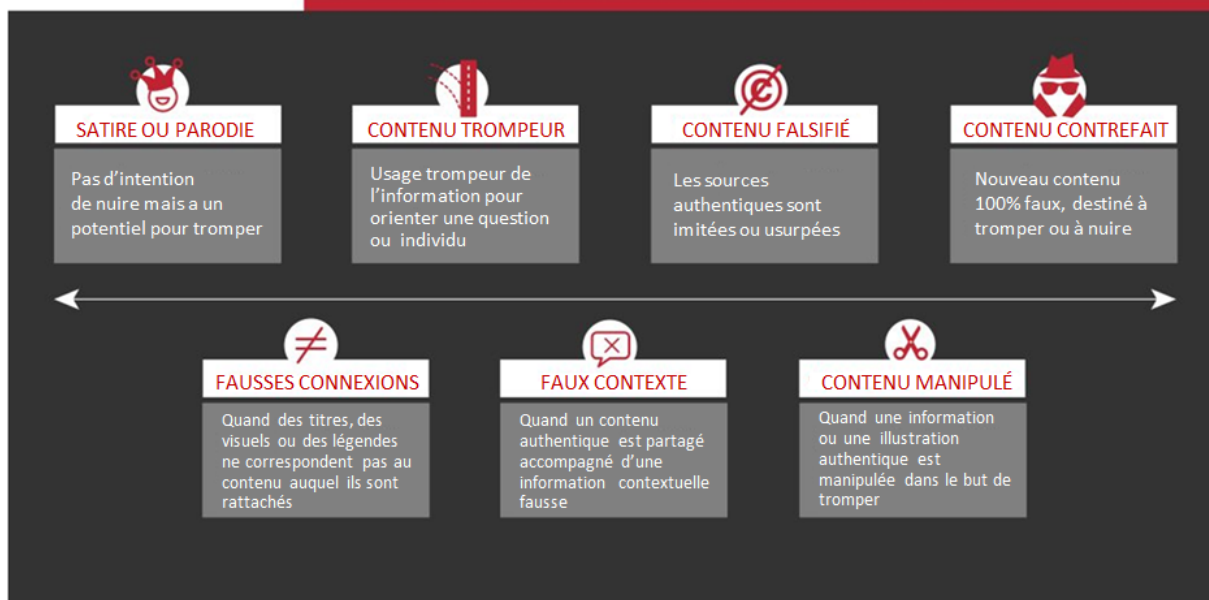 SATIRE OU PARODIE
Pas d’intention
de nuire mais a un
potentiel pour tromper
CONTENU TROMPEUR
Usage trompeur de
l’information pour
orienter une question
ou individu
CONTENU FALSIFIÉ
Les sources
authentiques sont
imitées ou usurpées
CONTENU CONTREFAIT
Nouveau contenu
100% faux, destiné à
tromper ou à nuire
FAUSSES CONNEXIONS
Quand des titres, des
visuels ou des légendes
ne correspondent pas au
contenu auquel ils sont
rattachés
FAUX CONTEXTE
Quand un contenu
authentique est partagé
accompagné d’une
information contextuelle
fausse
CONTENU MANIPULÉ
Quand une information
ou une illustration
authentique est
manipulée dans le but de
tromper